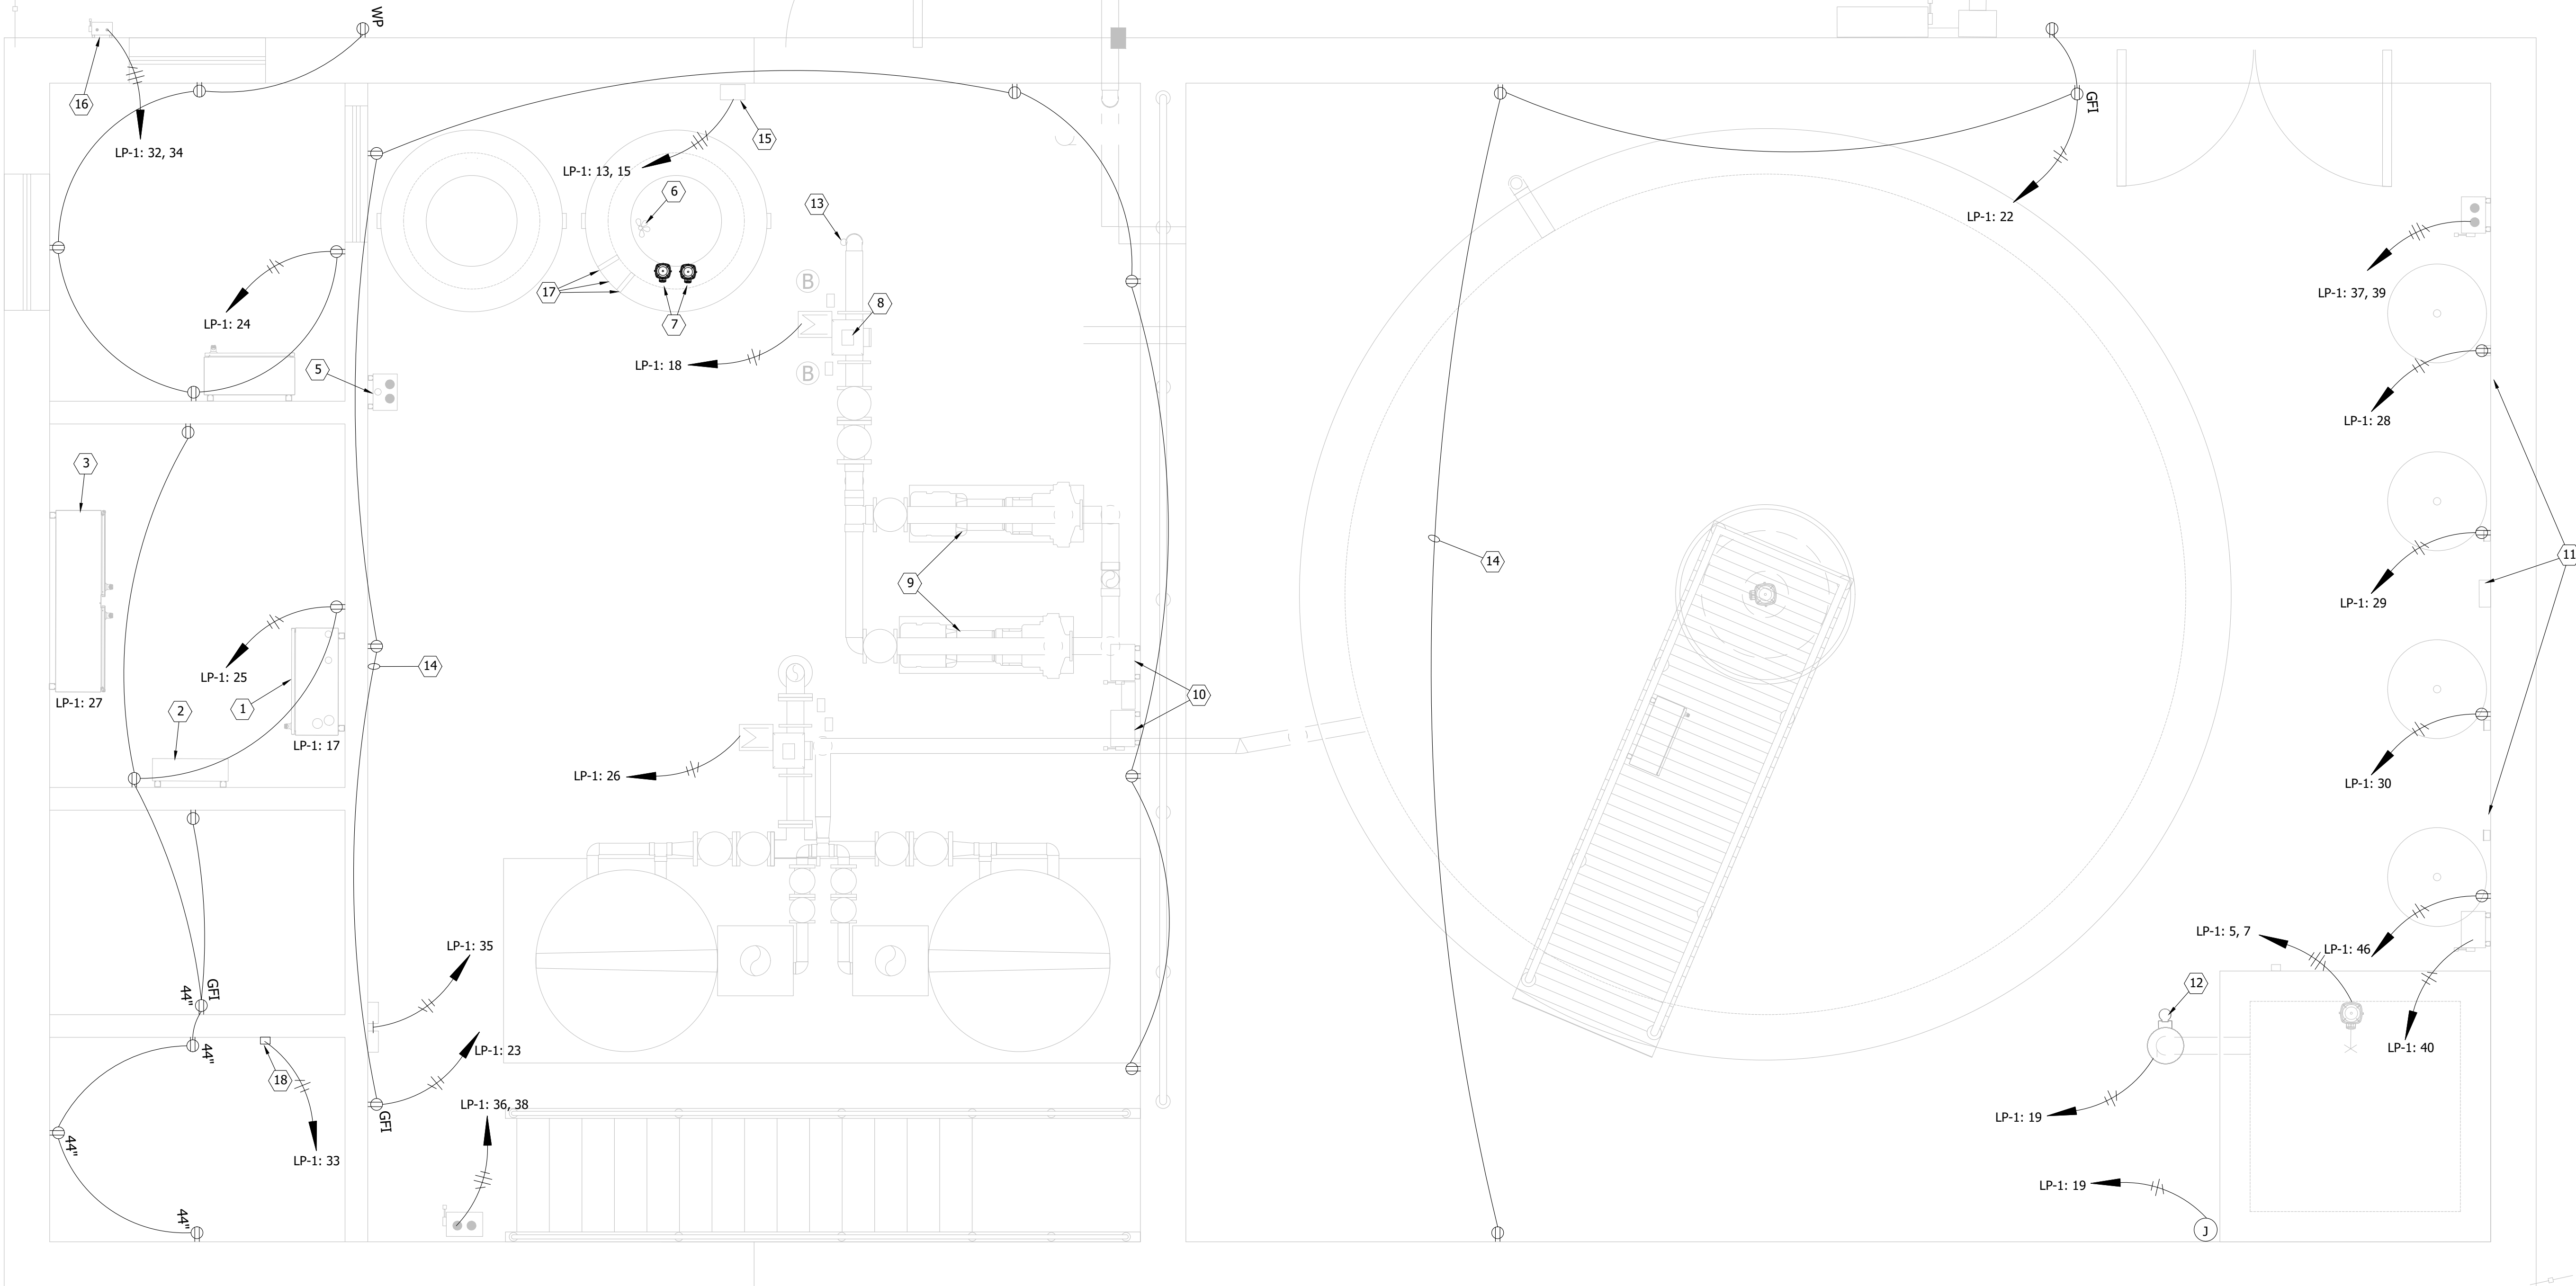 WP
16
LP-1: 32, 34
15
LP-1: 13, 15
6
13
GFI
LP-1: 22
17
B
8
7
LP-1: 37, 39
LP-1: 24
5
B
LP-1: 18
LP-1: 28
3
14
11
9
LP-1: 29
14
LP-1: 25
10
LP-1: 27
2
1
LP-1: 17
LP-1: 26
LP-1: 30
LP-1: 35
LP-1: 5, 7
LP-1: 46
12
GFI
44"
LP-1: 23
44"
18
LP-1: 40
LP-1: 36, 38
GFI
LP-1: 19
44"
LP-1: 33
LP-1: 19
44"
J